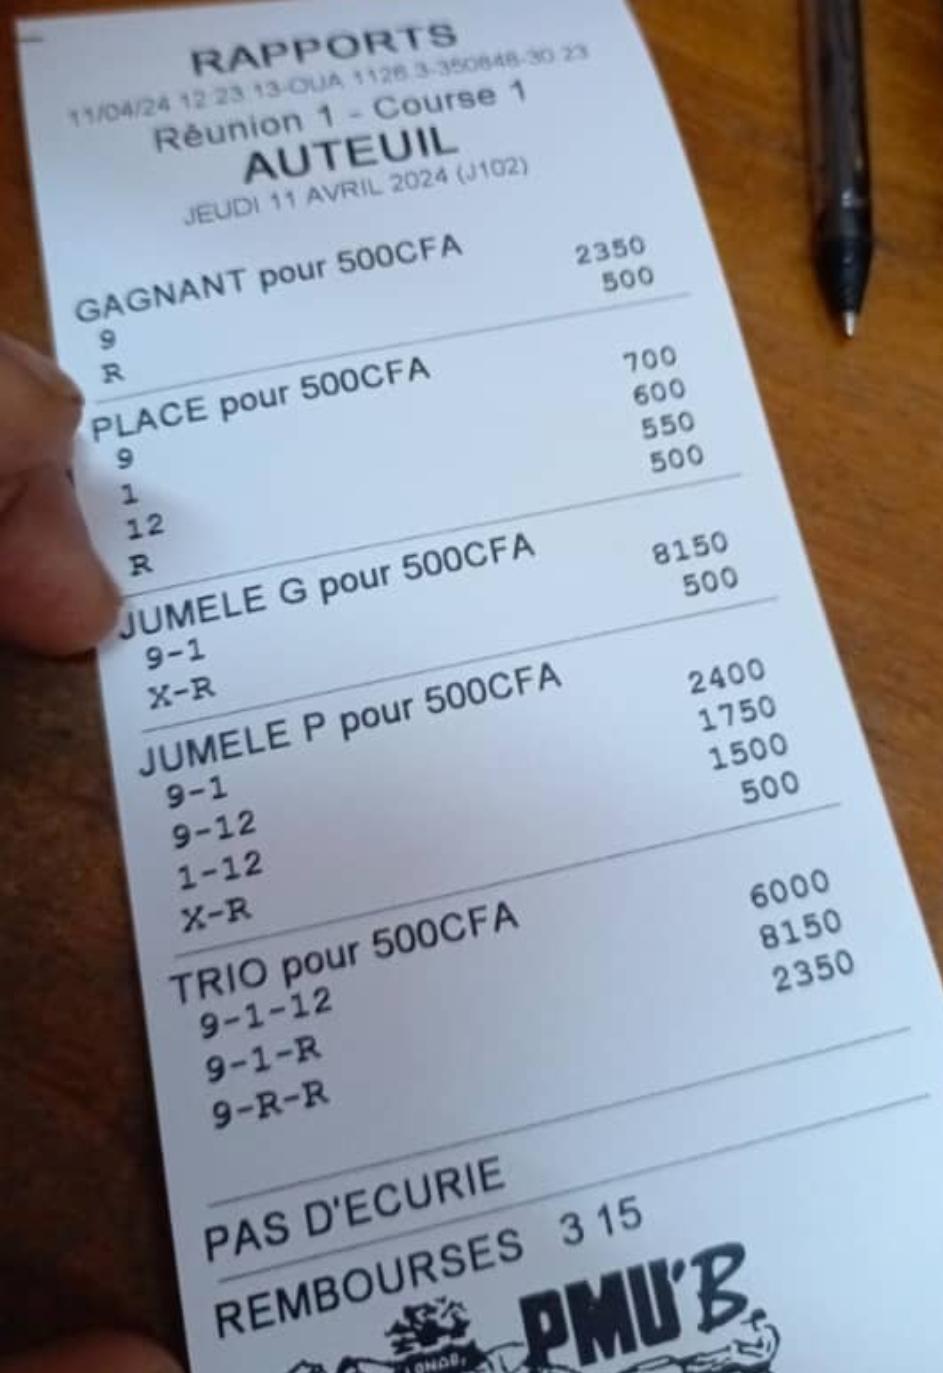 RAPPORTS
11/04/24 12 23 13-OUA 1126 3-350848-30 23
Réunion 1 - Course 1
AUTEUIL
JEUDI 11 AVRIL 2024 (J102)
GAGNANT pour 500CFA
9 2350
R 500
PLACE pour 500CFA
9 700
1 600
12 550
R 500
JUMELE G pour 500CFA
9-1 8150
X-R 500
JUMELE P pour 500CFA
9-1 2400
9-12 1750
1-12 1500
X-R 500
TRIO pour 500CFA
9-1-12 6000
9-1-R 8150
9-R-R 2350
PAS D'ECURIE
REMBOURSES 3 15
PMU'B
LONAB